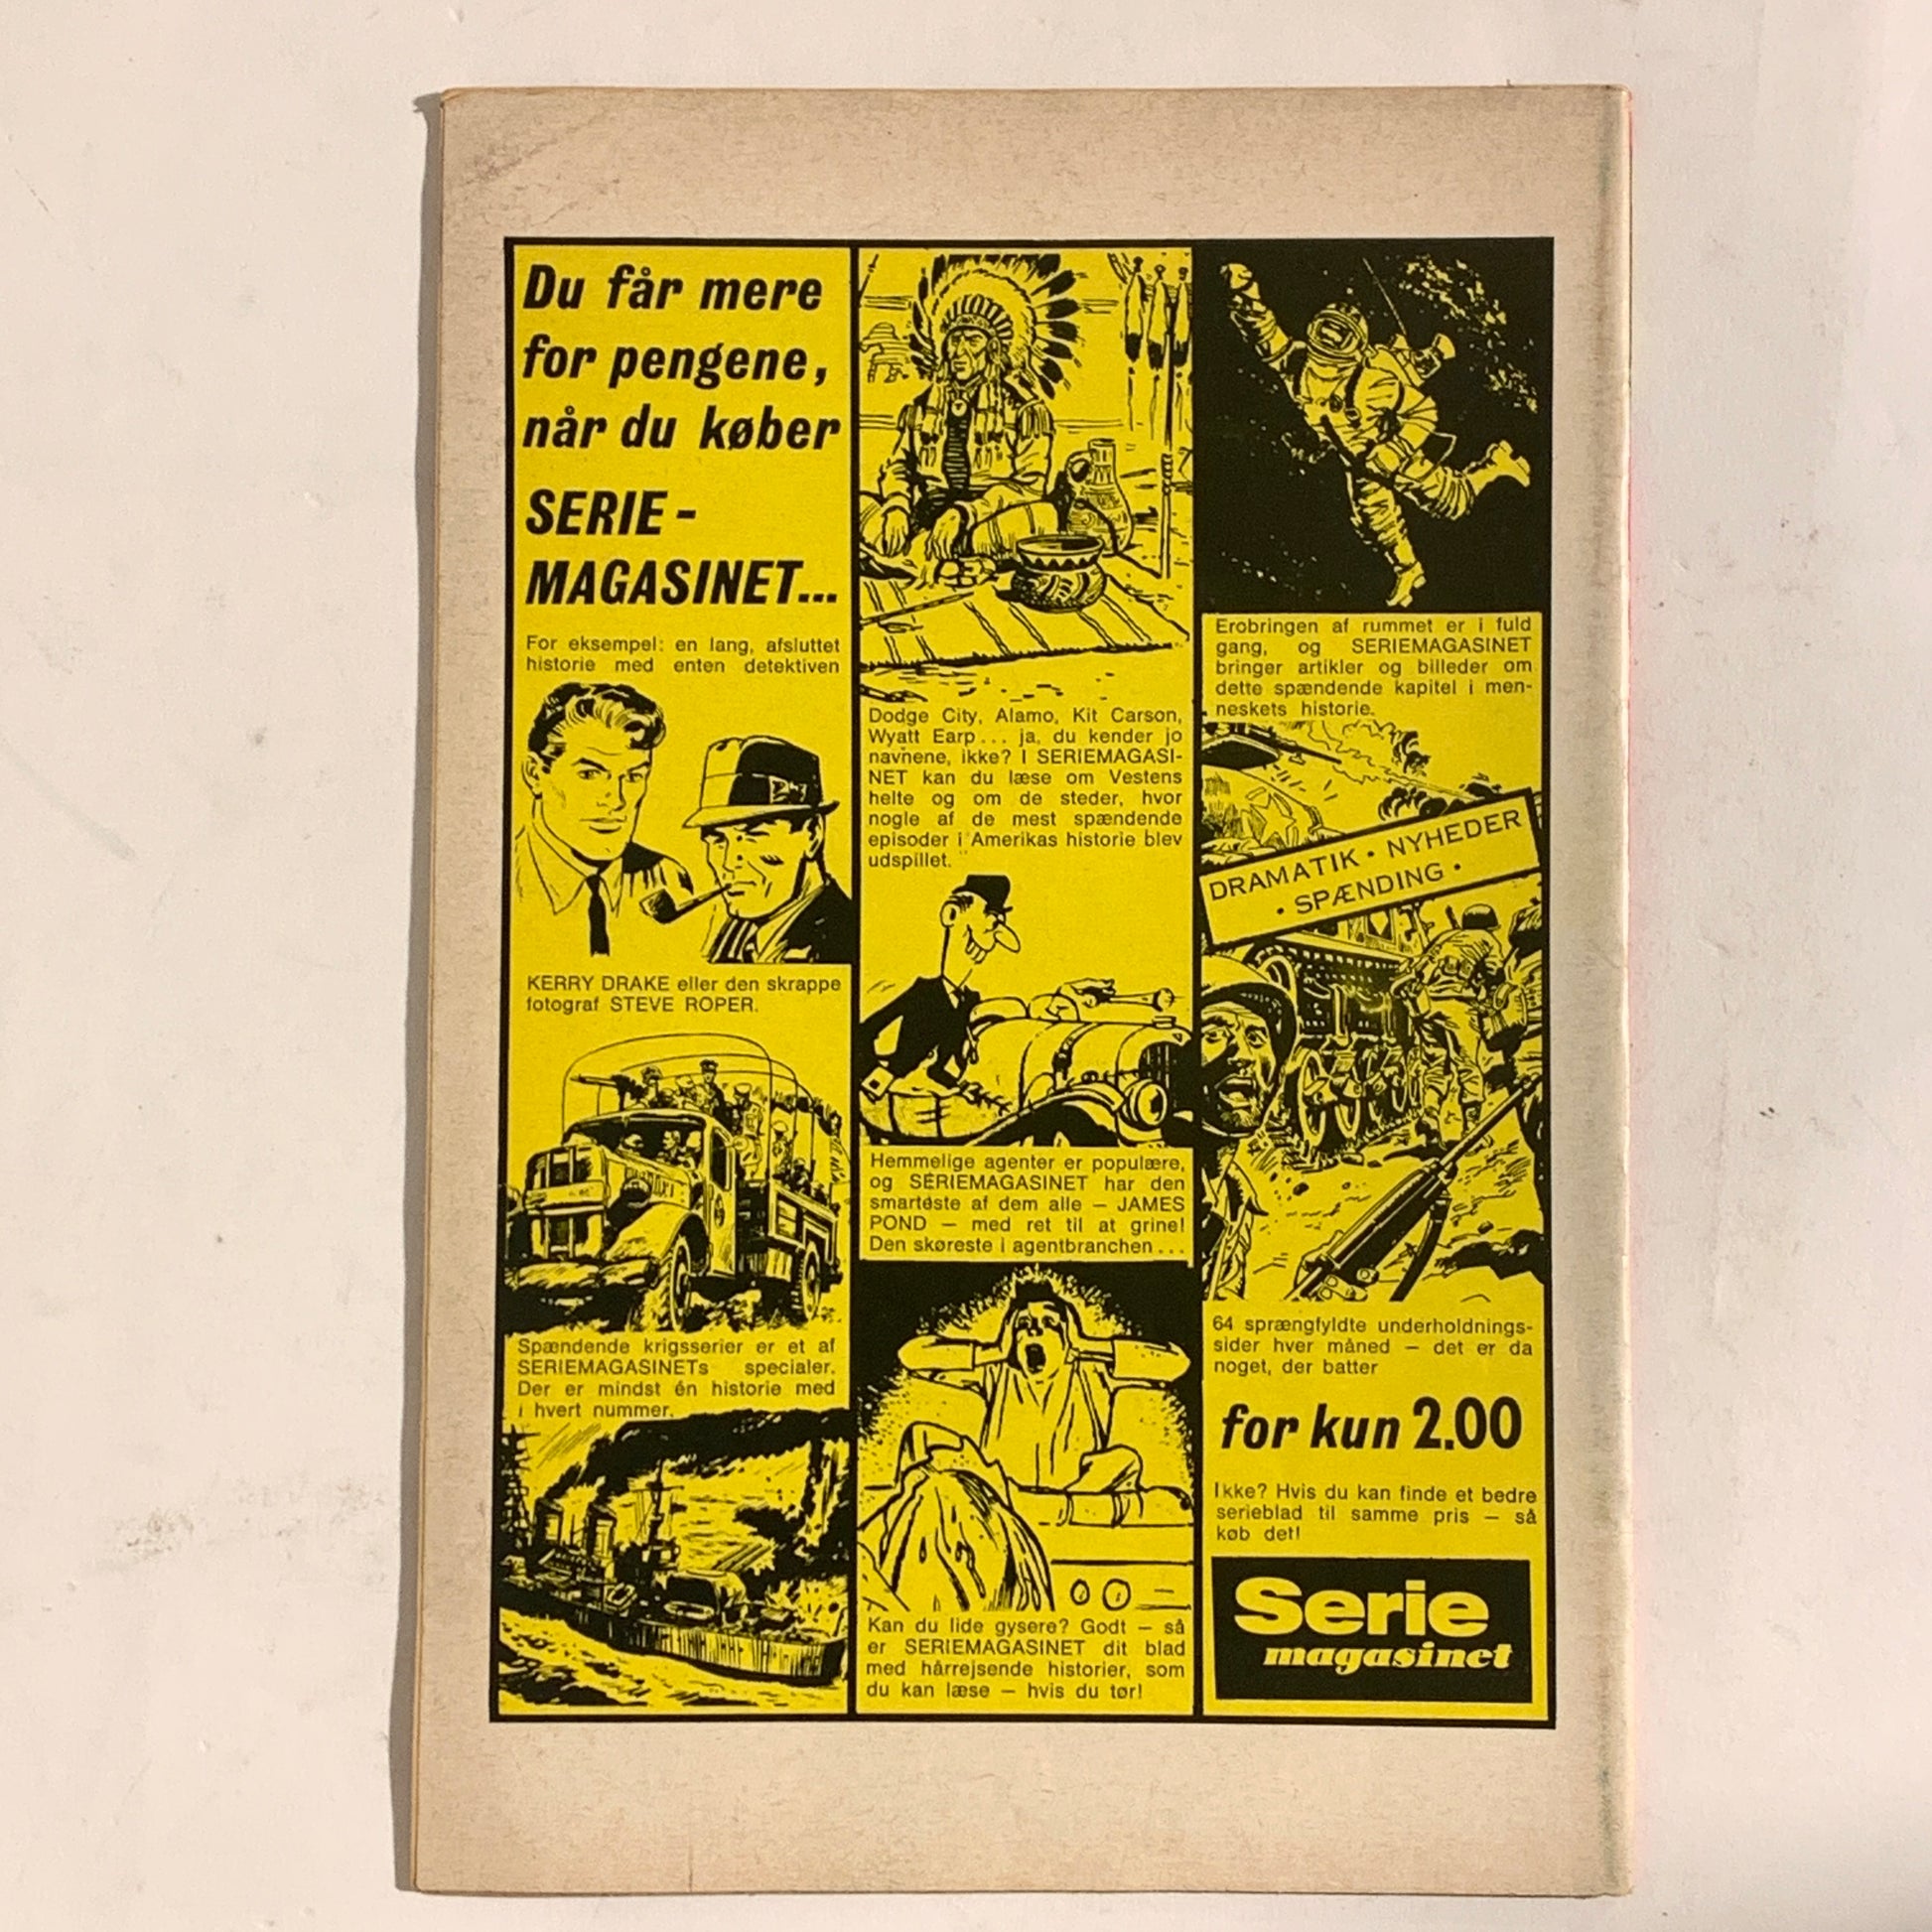 Du får mere
for pengene,
når du køber
SERIE-
MAGASINET...
For eksempel: en lang, afsluttet
historie med enten detektiven
KERRY DRAKE eller den skrappe
fotograf STEVE ROPER.
Spændende krigsserier er et af
SERIEMAGASINETs specialer.
Der er mindst én historie med
i hvert nummer.
Dodge City, Alamo, Kit Carson,
Wyatt Earp... ja, du kender jo
navnene, ikke? I SERIEMAGASI-
NET kan du læse om Vestens
helte og om de steder, hvor
nogle af de mest spændende
episoder i Amerikas historie blev
udspillet.
Hemmelige agenter er populære,
og SERIEMAGASINET har den
smarteste af dem alle — JAMES
POND — med ret til at grine!
Den skøreste i agentbranchen...
Kan du lide gysere? Godt — så
er SERIEMAGASINET dit blad
med hårrejsende historier, som
du kan læse — hvis du tør!
Erobringen af rummet er i fuld
gang, og SERIEMAGASINET
bringer artikler og billeder om
dette spændende kapitel i men-
neskets historie.
DRAMATIK • NYHEDER
• SPÆNDING •
64 sprængfyldte underholdnings-
sider hver måned — det er da
noget, der batter
for kun 2.00
Ikke? Hvis du kan finde et bedre
serieblad til samme pris — så
køb det!
Serie
magasinet